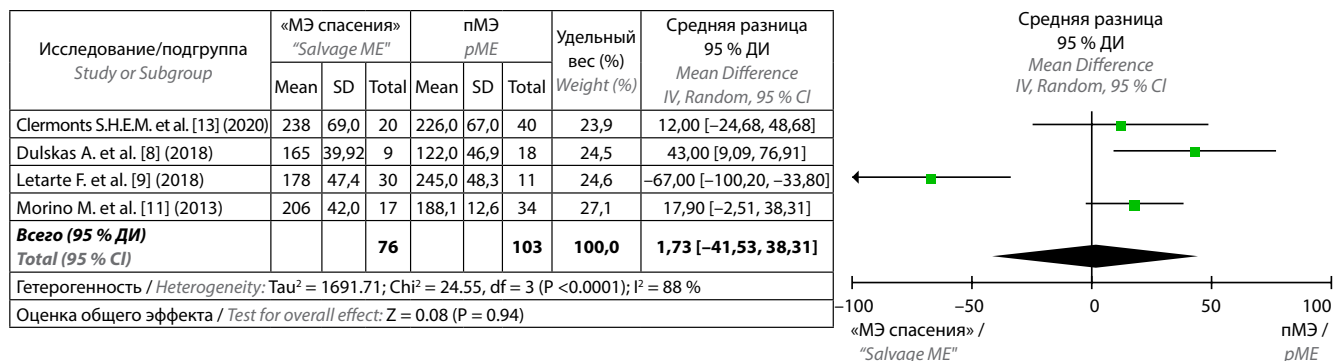 Исследование/подгруппа
Study or Subgroup
«МЭ спасения»
"Salvage ME"
пМЭ
pME
Удельный
вес (%)
Weight (%)
Средняя разница
95 % ДИ
Mean Difference
IV, Random, 95 % Cl
Mean SD Total Mean SD Total
Clermonts S.H.E.M. et al. [13] (2020) 238 69,0 20 226,0 67,0 40 23,9 12,00 [–24,68, 48,68]
Dulskas A. et al. [8] (2018) 165 39,92 9 122,0 46,9 18 24,5 43,00 [9,09, 76,91]
Letarte F. et al. [9] (2018) 178 47,4 30 245,0 48,3 11 24,6 –67,00 [–100,20, –33,80]
Morino M. et al. [11] (2013) 206 42,0 17 188,1 12,6 34 27,1 17,90 [–2,51, 38,31]
Всего (95 % ДИ)
Total (95 % Cl)
76 103 100,0 1,73 [–41,53, 38,31]
Гетерогенность / Heterogeneity: Tau² = 1691.71; Chi² = 24.55, df = 3 (P <0.0001); I² = 88 %
Оценка общего эффекта / Test for overall effect: Z = 0.08 (P = 0.94)
Средняя разница
95 % ДИ
Mean Difference
IV, Random, 95 % Cl
–100 –50 0 50 100
«МЭ спасения» /
"Salvage ME"
пМЭ /
pME